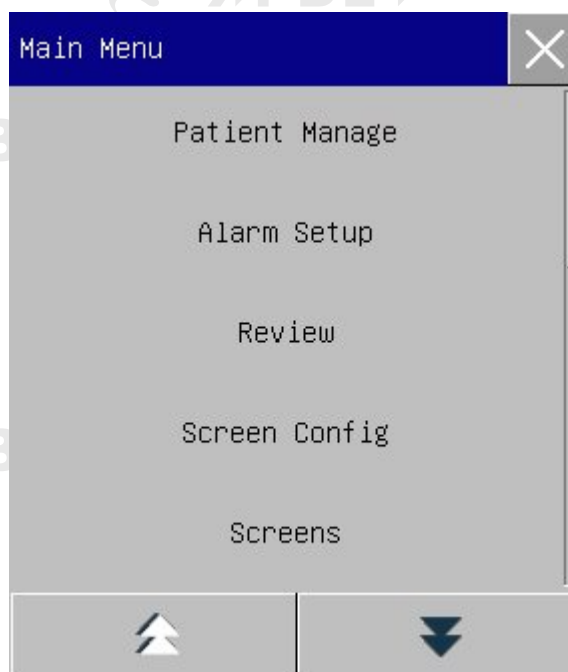 Main Menu
Patient Manage
Alarm Setup
Review
Screen Config
Screens